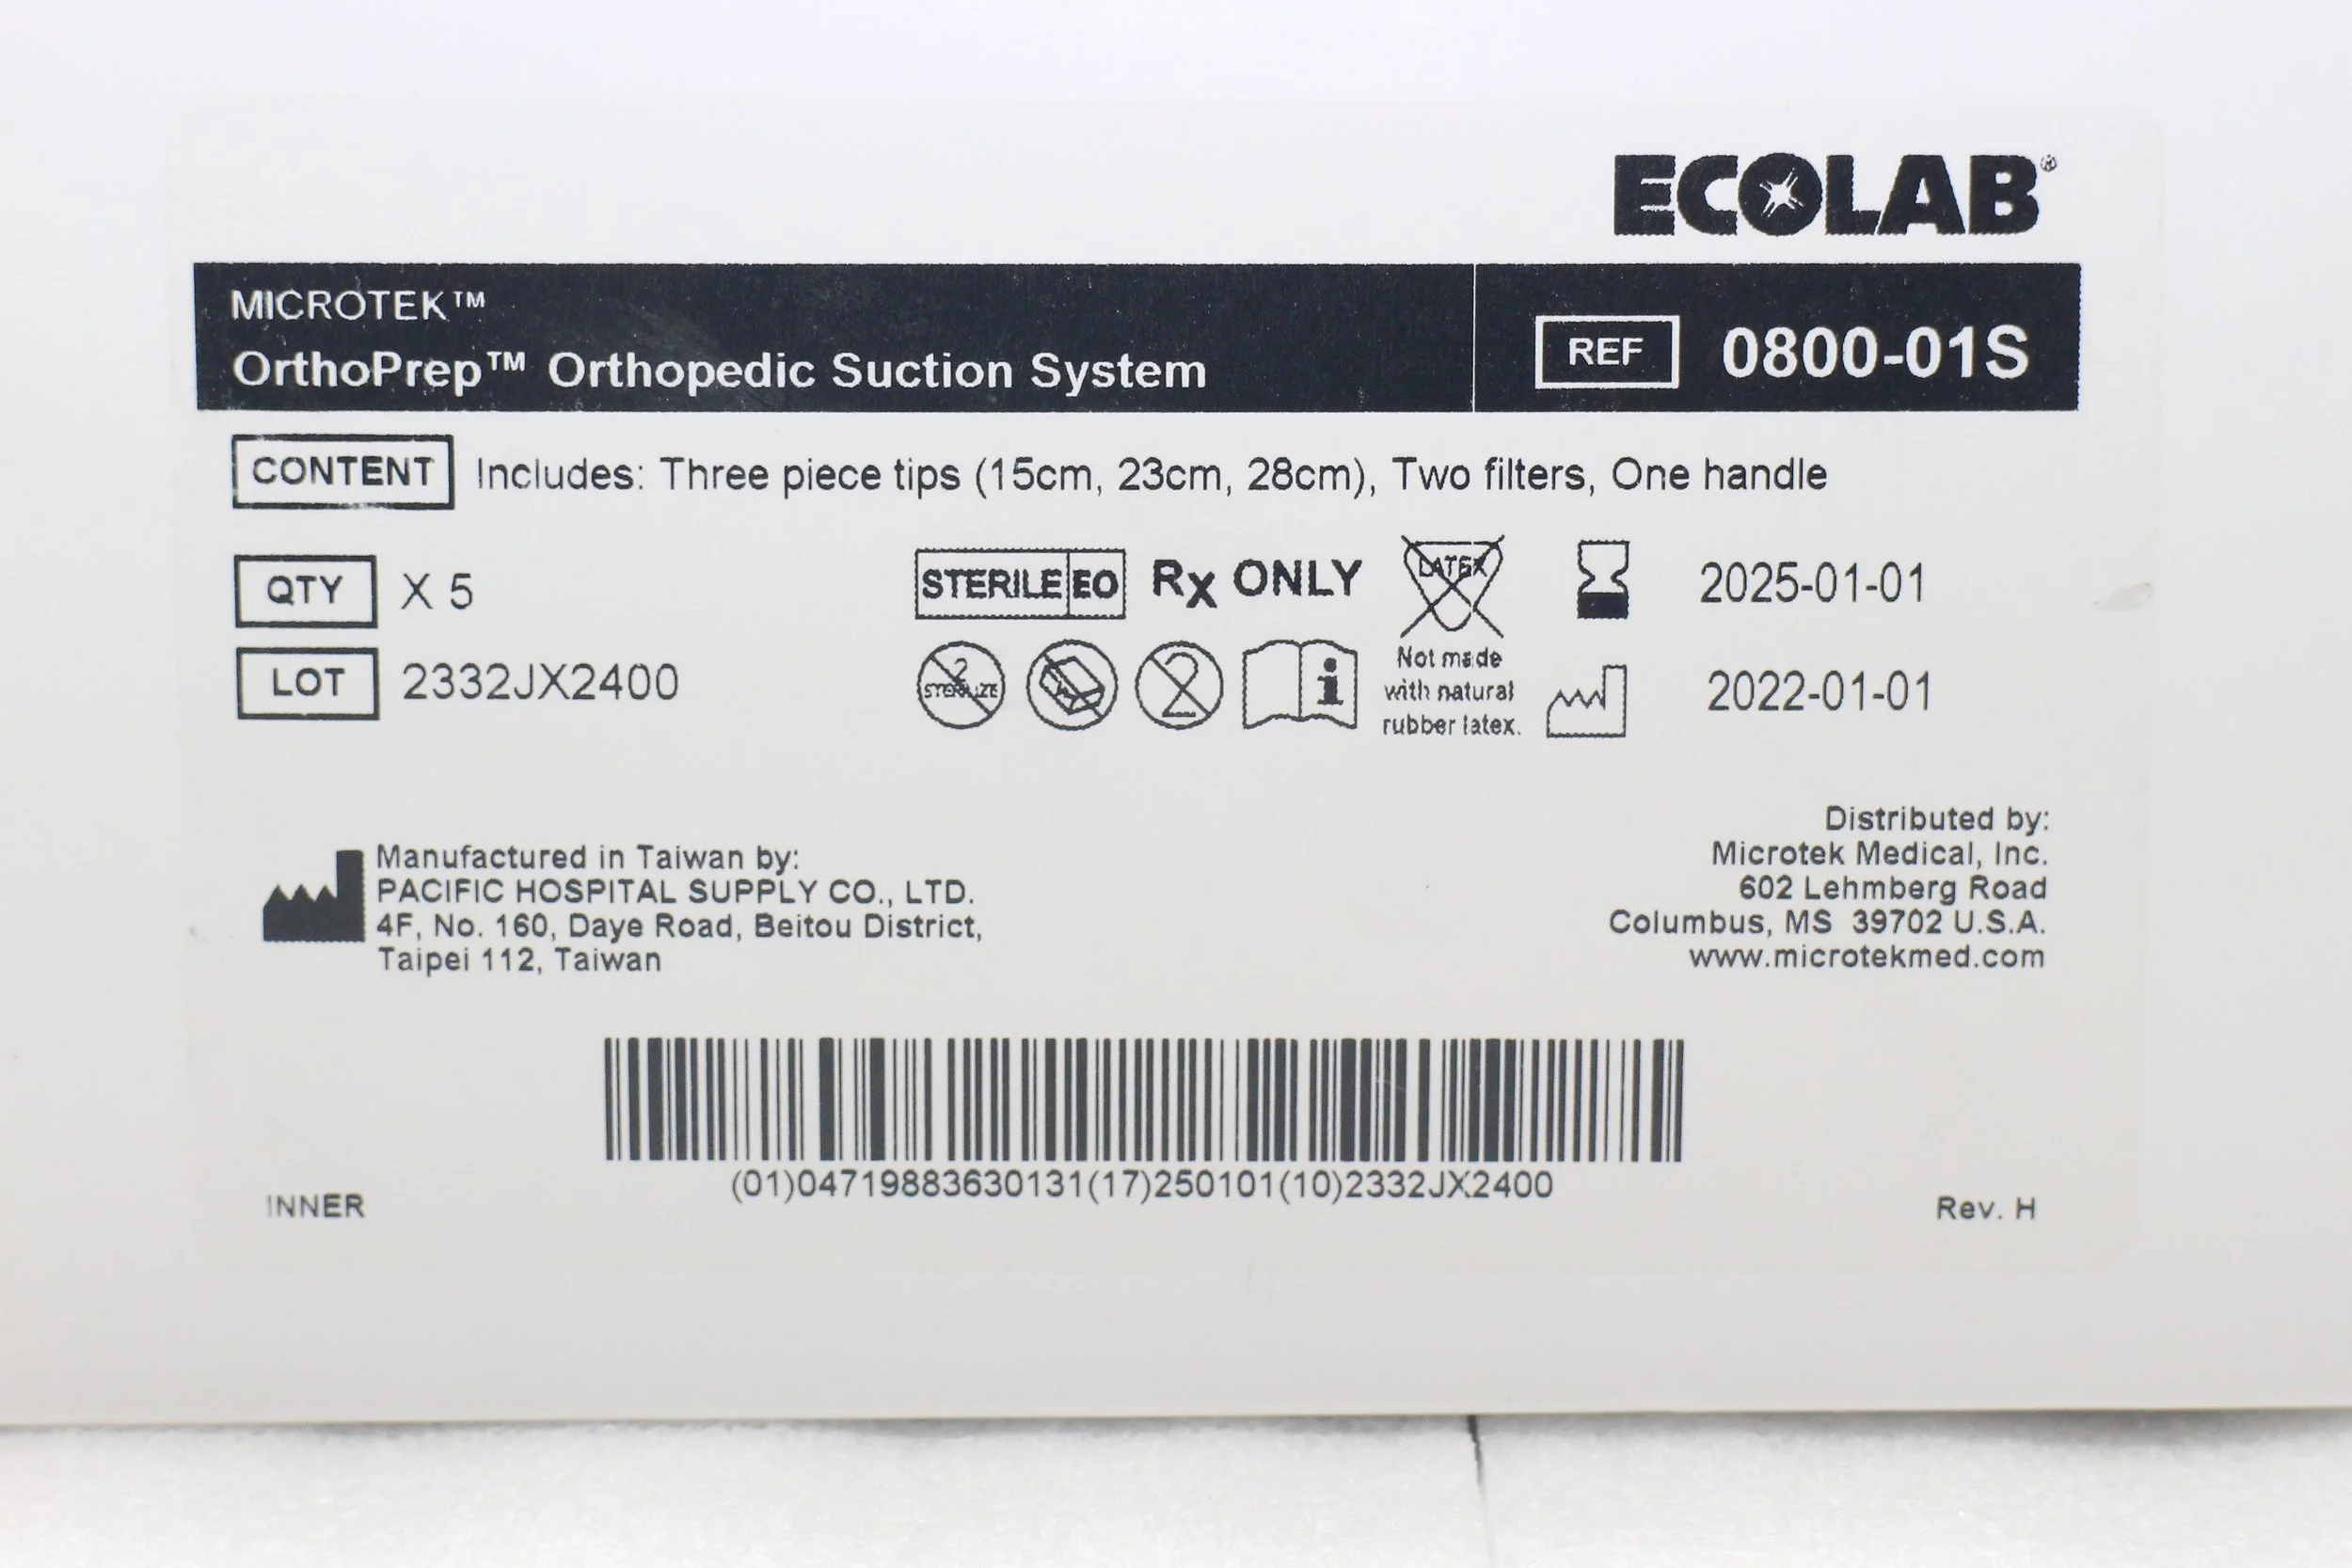 ECOLAB®
MICROTEK™
OrthoPrep™ Orthopedic Suction System
REF 0800-01S
CONTENT Includes: Three piece tips (15cm, 23cm, 28cm), Two filters, One handle
QTY X 5
STERILE EO Rx ONLY LATEX 2025-01-01
LOT 2332JX2400
2 STERILIZE 2 i
Not made
with natural
rubber latex.
2022-01-01
Manufactured in Taiwan by:
PACIFIC HOSPITAL SUPPLY CO., LTD.
4F, No. 160, Daye Road, Beitou District,
Taipei 112, Taiwan
Distributed by:
Microtek Medical, Inc.
602 Lehmberg Road
Columbus, MS 39702 U.S.A.
www.microtekmed.com
(01)04719883630131(17)250101(10)2332JX2400
INNER
Rev. H